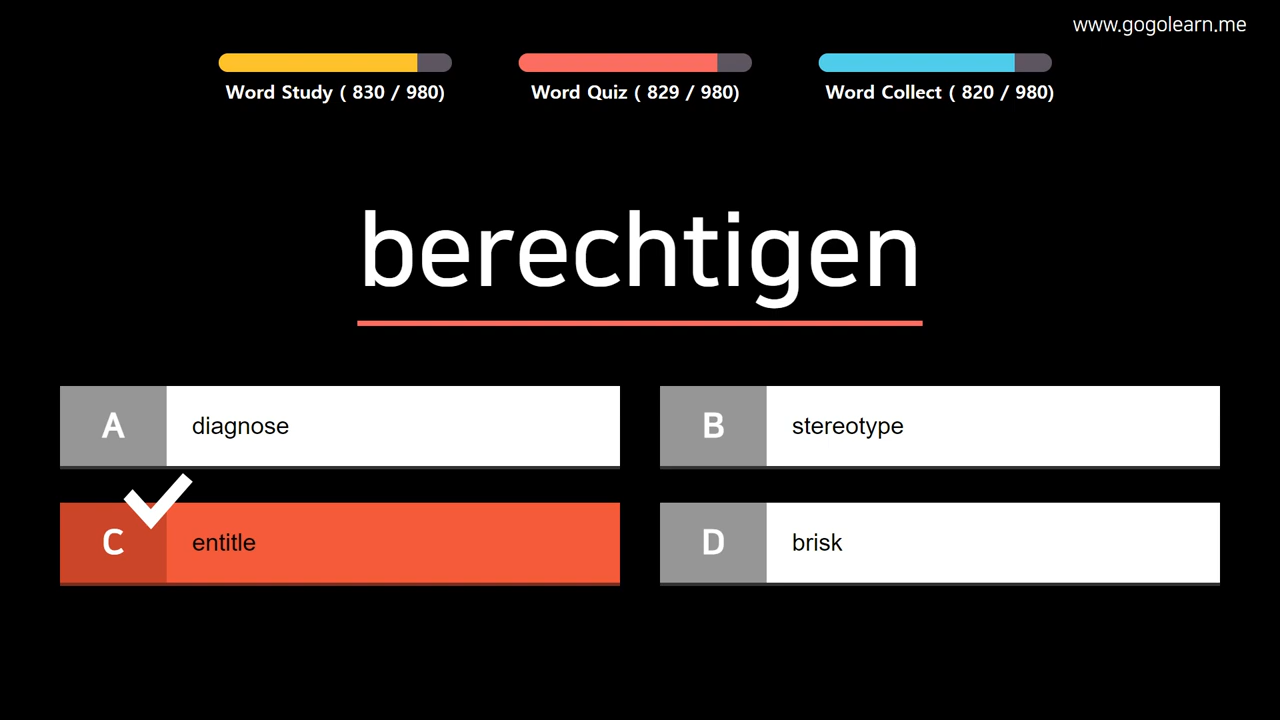 www.gogolearn.me
Word Study ( 830 / 980)
Word Quiz ( 829 / 980)
Word Collect ( 820 / 980)
berechtigen
A diagnose
B stereotype
C entitle
D brisk